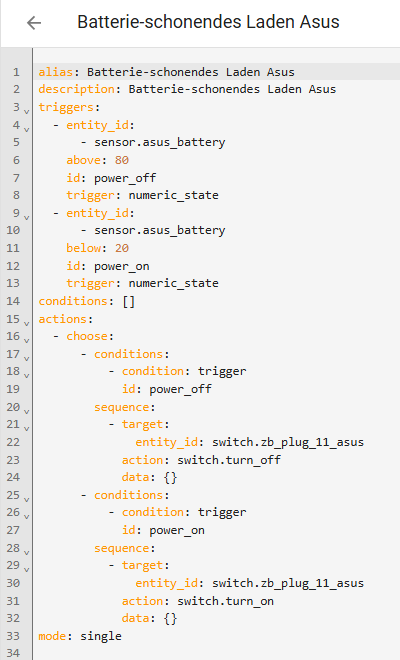 Batterie-schonendes Laden Asus
1 alias: Batterie-schonendes Laden Asus
2 description: Batterie-schonendes Laden Asus
3 triggers:
4   - entity_id:
5       - sensor.asus_battery
6     above: 80
7     id: power_off
8     trigger: numeric_state
9   - entity_id:
10       - sensor.asus_battery
11     below: 20
12     id: power_on
13     trigger: numeric_state
14 conditions: []
15 actions:
16   - choose:
17       - conditions:
18           - condition: trigger
19             id: power_off
20         sequence:
21           - target:
22               entity_id: switch.zb_plug_11_asus
23             action: switch.turn_off
24             data: {}
25       - conditions:
26           - condition: trigger
27             id: power_on
28         sequence:
29           - target:
30               entity_id: switch.zb_plug_11_asus
31             action: switch.turn_on
32             data: {}
33 mode: single
34